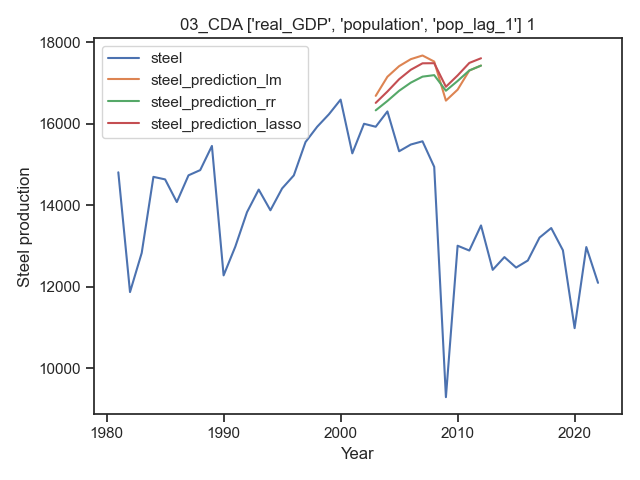 03_CDA ['real_GDP', 'population', 'pop_lag_1'] 1
18000
16000
14000
12000
10000
Steel production
steel
steel_prediction_lm
steel_prediction_rr
steel_prediction_lasso
1980
1990
2000
2010
2020
Year